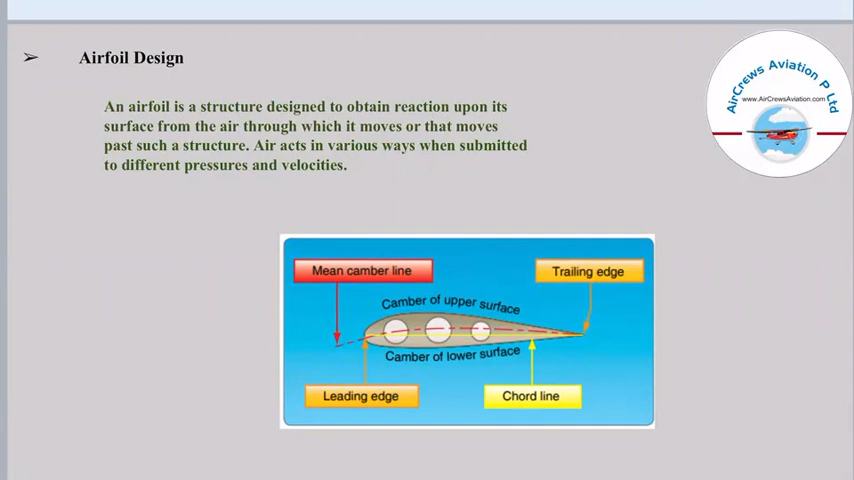 ➢ Airfoil Design
An airfoil is a structure designed to obtain reaction upon its
surface from the air through which it moves or that moves
past such a structure. Air acts in various ways when submitted
to different pressures and velocities.
AirCrews Aviation P Ltd
www.AirCrewsAviation.com
Mean camber line
Trailing edge
Camber of upper surface
Camber of lower surface
Leading edge
Chord line